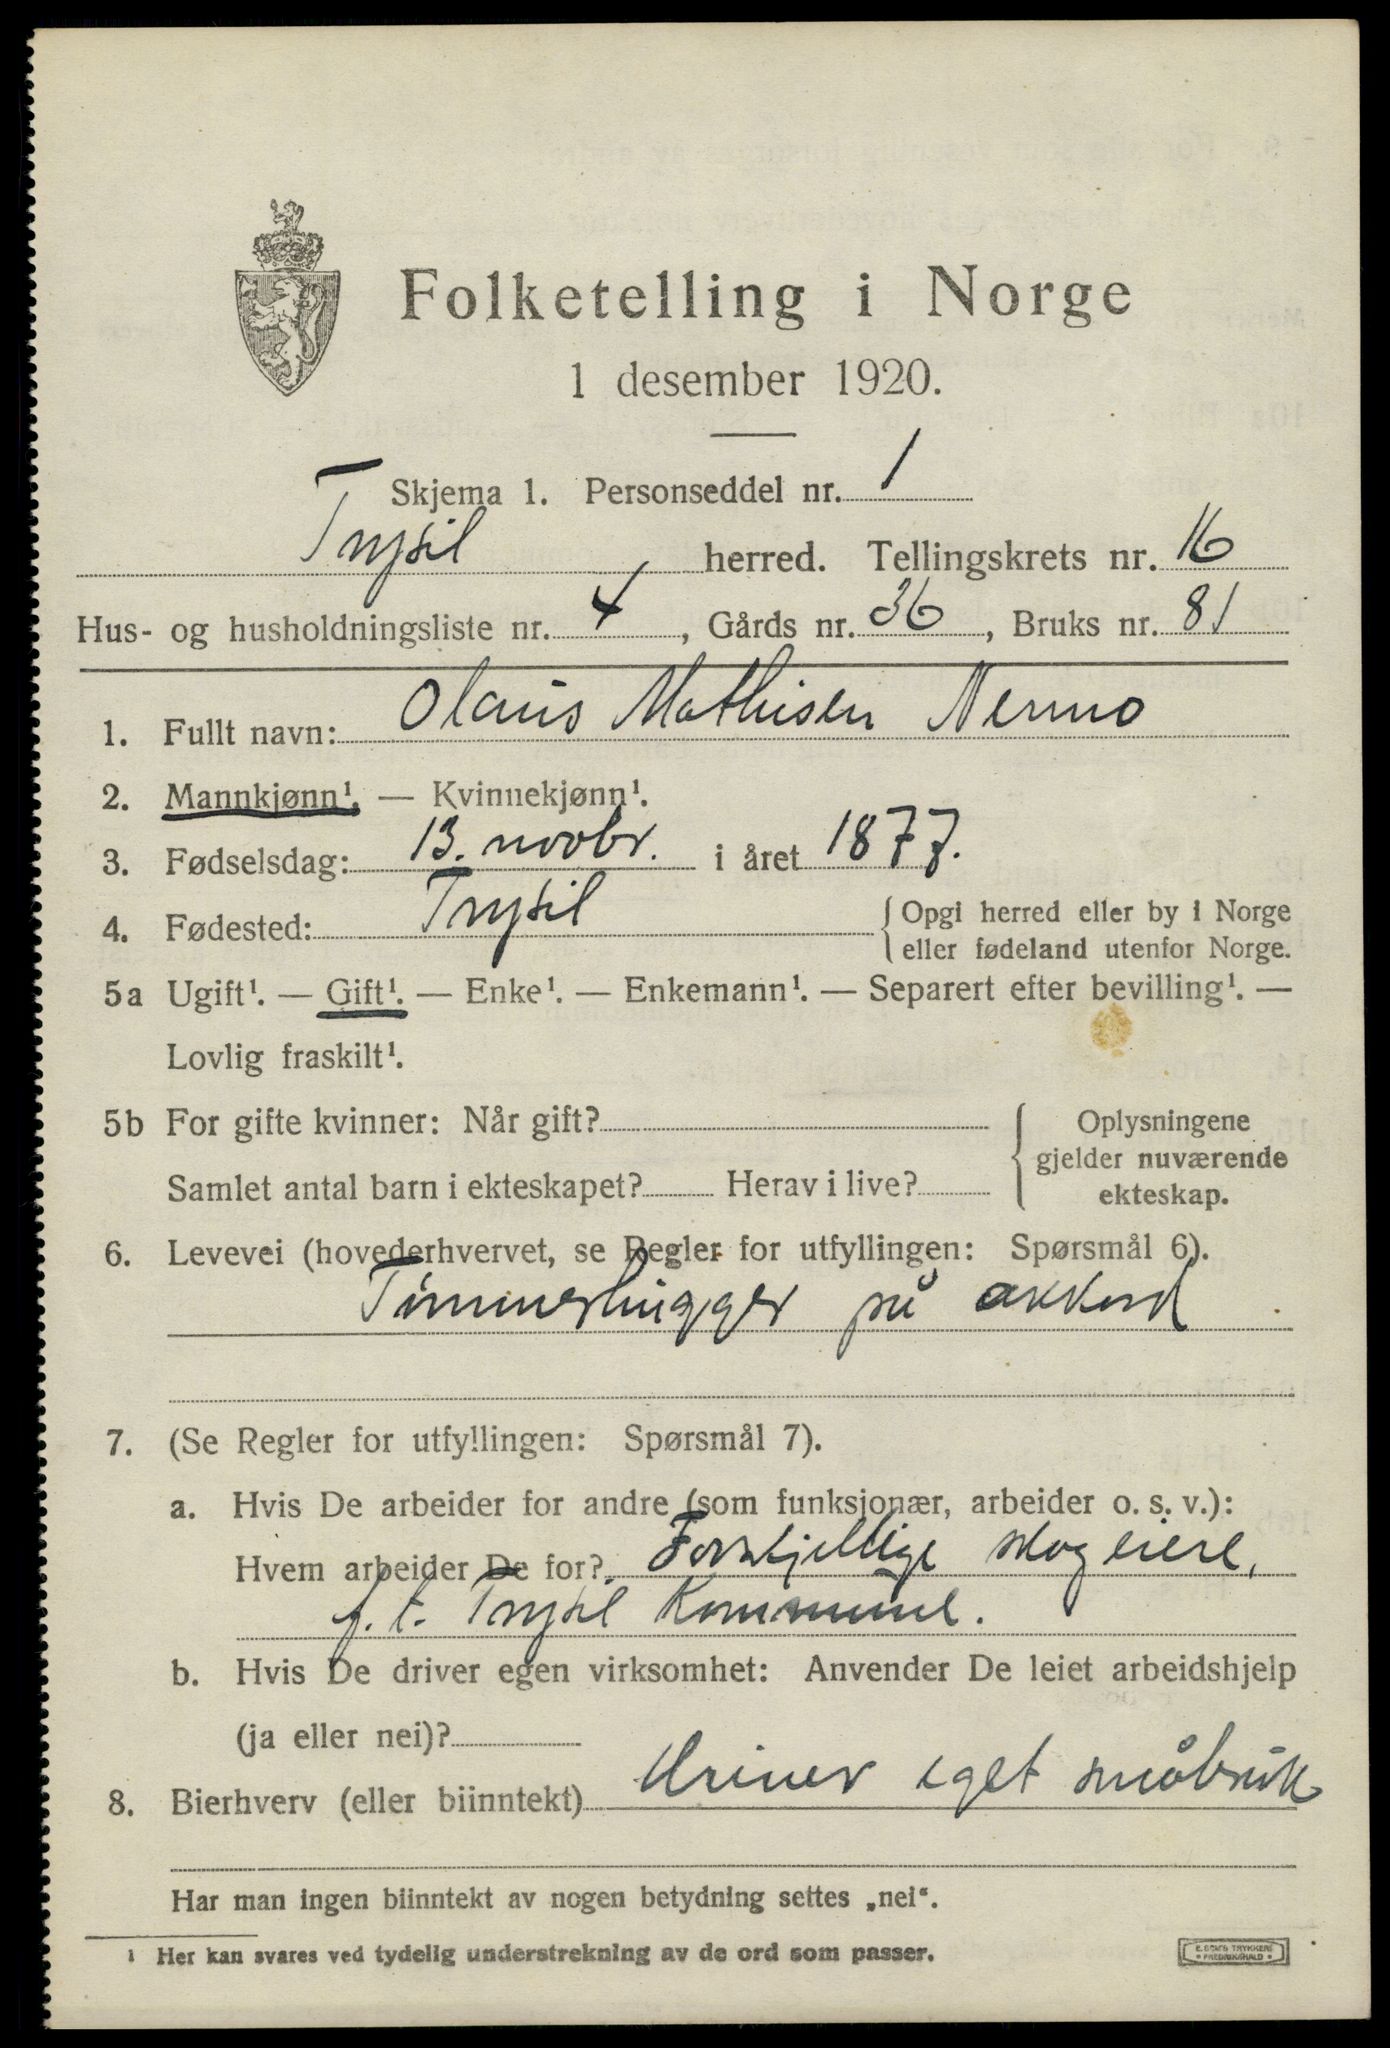 Folketelling i Norge
1 desember 1920.
Skjema 1. Personseddel nr. 1
Trysil herred. Tellingskrets nr. 16
Hus- og husholdningsliste nr. 4, Gårds nr. 36, Bruks nr. 81
1. Fullt navn: Olaus Mathisen Nermo
2. Mannkjønn¹. — Kvinnekjønn¹.
3. Fødselsdag: 13. novbr. i året 1877.
4. Fødested: Trysil {Opgi herred eller by i Norge
eller fødeland utenfor Norge.
5a Ugift¹. — Gift¹. — Enke¹. — Enkemann¹. — Separert efter bevilling¹. —
Lovlig fraskilt¹.
5b For gifte kvinner: Når gift? { Oplysningene
gjelder nuværende
Samlet antal barn i ekteskapet? Herav i live? ekteskap.
6. Levevei (hovederhvervet, se Regler for utfyllingen: Spørsmål 6).
Tømmerhugger på akkord
7. (Se Regler for utfyllingen: Spørsmål 7).
a. Hvis De arbeider for andre (som funksjonær, arbeider o. s. v.):
Hvem arbeider De for? Forskjellige skogeiere,
f. t. Trysil Kommune.
b. Hvis De driver egen virksomhet: Anvender De leiet arbeidshjelp
(ja eller nei)?
8. Bierhverv (eller biinntekt) Driver eget småbruk
Har man ingen biinntekt av nogen betydning settes „nei“.
¹ Her kan svares ved tydelig understrekning av de ord som passer.
E. SEMS TRYKKERI
• FREDRIKSHALD •